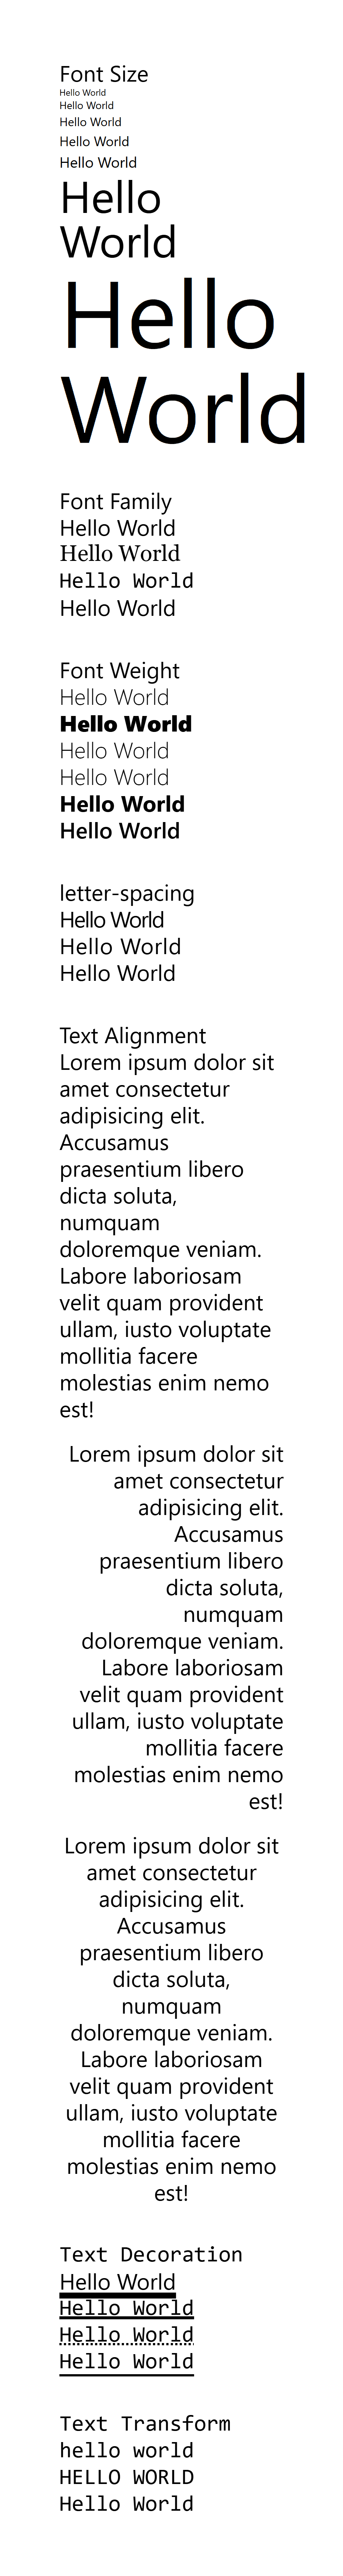 Font Size
Hello World
Hello World
Hello World
Hello World
Hello World
Hello
World
Hello
World
Font Family
Hello World
Hello World
Hello World
Hello World
Font Weight
Hello World
Hello World
Hello World
Hello World
Hello World
Hello World
letter-spacing
Hello World
Hello World
Hello World
Text Alignment
Lorem ipsum dolor sit
amet consectetur
adipisicing elit.
Accusamus
praesentium libero
dicta soluta,
numquam
doloremque veniam.
Labore laboriosam
velit quam provident
ullam, iusto voluptate
mollitia facere
molestias enim nemo
est!
Lorem ipsum dolor sit
amet consectetur
adipisicing elit.
Accusamus
praesentium libero
dicta soluta,
numquam
doloremque veniam.
Labore laboriosam
velit quam provident
ullam, iusto voluptate
mollitia facere
molestias enim nemo
est!
Lorem ipsum dolor sit
amet consectetur
adipisicing elit.
Accusamus
praesentium libero
dicta soluta,
numquam
doloremque veniam.
Labore laboriosam
velit quam provident
ullam, iusto voluptate
mollitia facere
molestias enim nemo
est!
Text Decoration
Hello World
Hello World
Hello World
Hello World
Text Transform
hello world
HELLO WORLD
Hello World